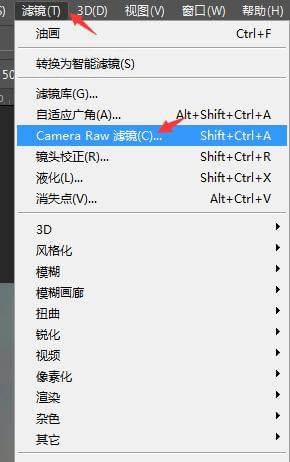 滤镜(T) 3D(D) 视图(V) 窗口(W) 帮助(H)
油画 Ctrl+F
转换为智能滤镜(S)
50
滤镜库(G)...
自适应广角(A)... Alt+Shift+Ctrl+A
Camera Raw 滤镜(C)... Shift+Ctrl+A
镜头校正(R)... Shift+Ctrl+R
液化(L)... Shift+Ctrl+X
消失点(V)... Alt+Ctrl+V
3D
风格化
模糊
模糊画廊
扭曲
锐化
视频
像素化
渲染
杂色
其它